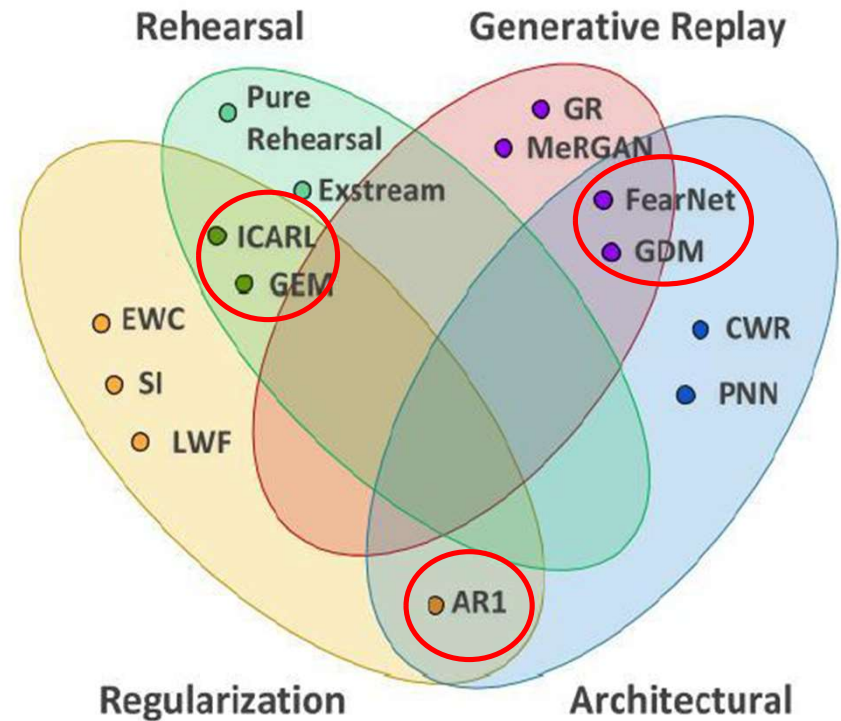 Rehearsal
Generative Replay
Pure
Rehearsal
GR
MeRGAN
Exstream
FearNet
ICARL
GDM
GEM
EWC
CWR
SI
PNN
LWF
AR1
Regularization
Architectural